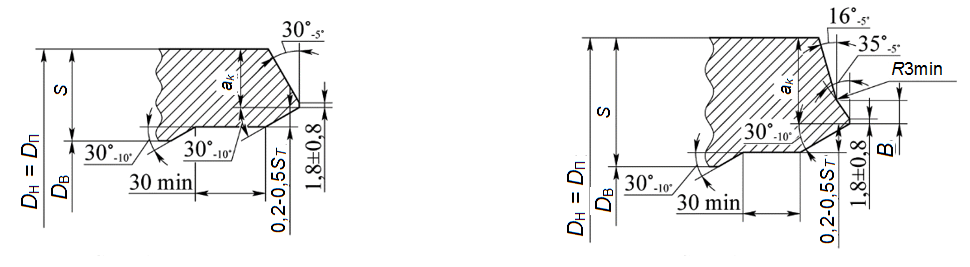 30°-5°
S
aк
Dн = Dп
Dв
30°-10°
30°-10°
30 min
0,2-0,5Sт
1,8±0,8
16°-5°
35°-5°
R3min
S
aк
Dн = Dп
Dв
30°-10°
30°-10°
30 min
0,2-0,5Sт
1,8±0,8
B